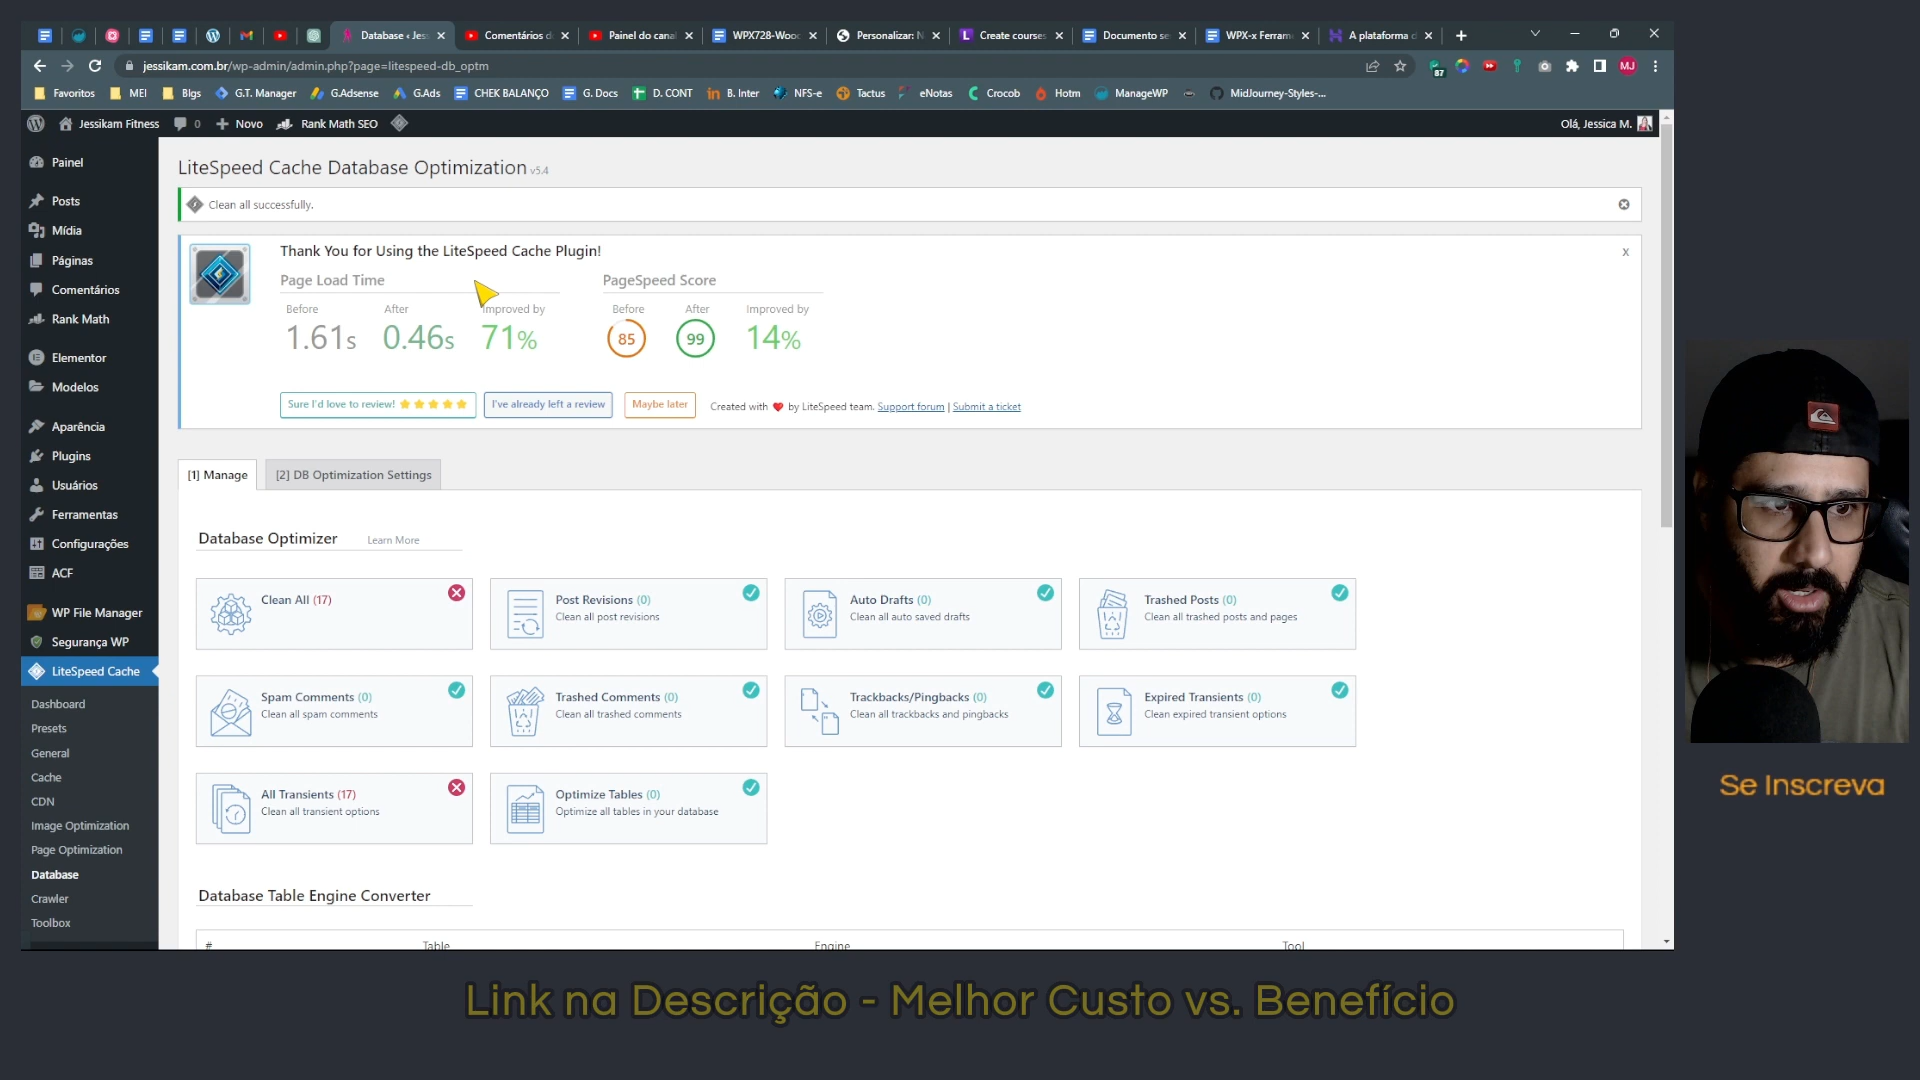 Database ‹ Jess
Comentários d
Painel do canal
WPX728-Wooc
Personalizar: N
Create courses
Documento se
WPX-x Ferram
A plataforma d
jessikam.com.br/wp-admin/admin.php?page=litespeed-db_optm
87
MJ
Favoritos
MEI
Blgs
G.T. Manager
G.Adsense
G.Ads
CHEK BALANÇO
G. Docs
D. CONT
B. Inter
NFS-e
Tactus
eNotas
Crocob
Hotm
ManageWP
MidJourney-Styles-...
Jessikam Fitness
0
Novo
Rank Math SEO
Olá, Jessica M.
Painel
Posts
Mídia
Páginas
Comentários
Rank Math
Elementor
Modelos
Aparência
Plugins
Usuários
Ferramentas
Configurações
ACF
WP File Manager
Segurança WP
LiteSpeed Cache
Dashboard
Presets
General
Cache
CDN
Image Optimization
Page Optimization
Database
Crawler
Toolbox
LiteSpeed Cache Database Optimization v5.4
Clean all successfully.
Thank You for Using the LiteSpeed Cache Plugin!
x
Page Load Time
PageSpeed Score
Before After Improved by
Before After Improved by
1.61s 0.46s 71%
85 99 14%
Sure I'd love to review!
I've already left a review
Maybe later
Created with by LiteSpeed team. Support forum | Submit a ticket
[1] Manage
[2] DB Optimization Settings
Database Optimizer
Learn More
Clean All (17)
Post Revisions (0)
Clean all post revisions
Auto Drafts (0)
Clean all auto saved drafts
Trashed Posts (0)
Clean all trashed posts and pages
Spam Comments (0)
Clean all spam comments
Trashed Comments (0)
Clean all trashed comments
Trackbacks/Pingbacks (0)
Clean all trackbacks and pingbacks
Expired Transients (0)
Clean expired transient options
All Transients (17)
Clean all transient options
Optimize Tables (0)
Optimize all tables in your database
Database Table Engine Converter
# Table Engine Tool
Se Inscreva
Link na Descrição - Melhor Custo vs. Benefício